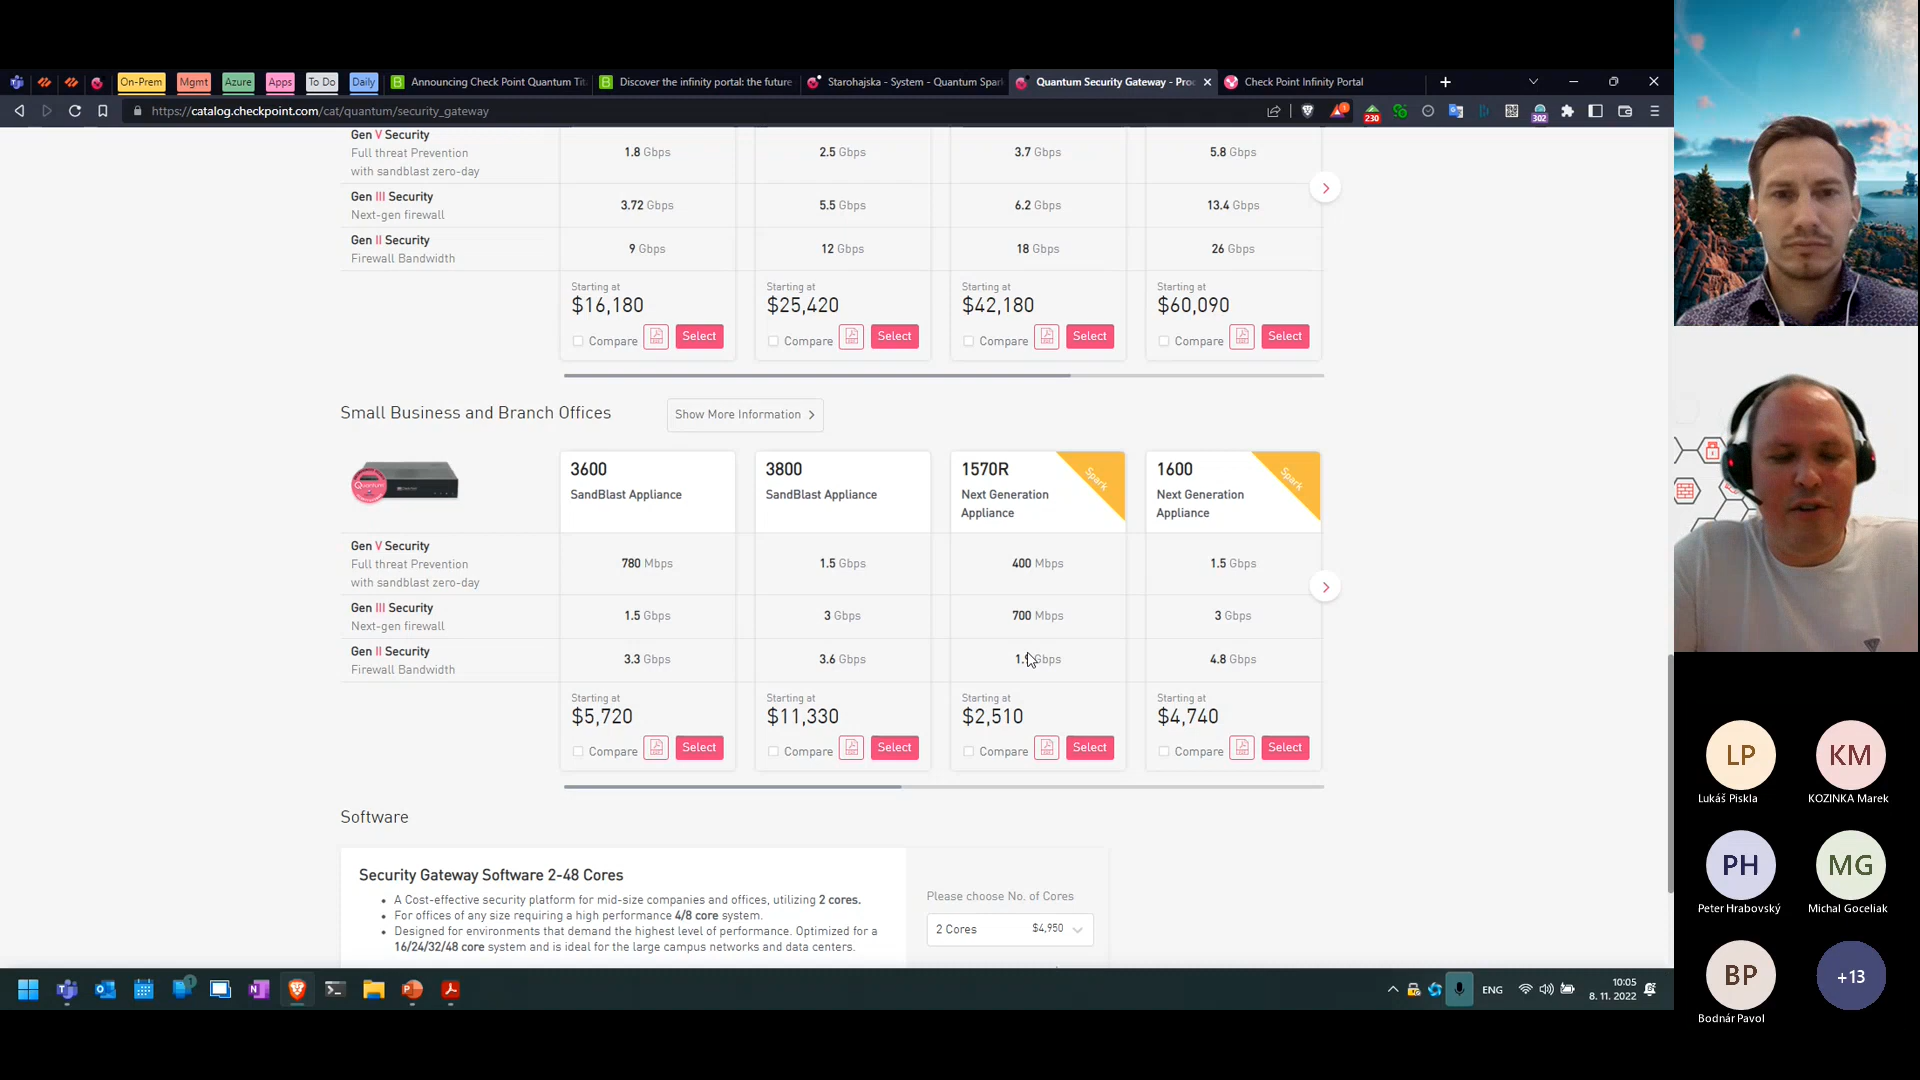 On-Prem Mgmt Azure Apps To Do Daily Announcing Check Point Quantum Tit Discover the infinity portal: the future Starohajska - System - Quantum Spar Quantum Security Gateway - Pro Check Point Infinity Portal
https://catalog.checkpoint.com/cat/quantum/security_gateway 230 302
Gen V Security
Full threat Prevention
with sandblast zero-day
1.8 Gbps 2.5 Gbps 3.7 Gbps 5.8 Gbps
Gen III Security
Next-gen firewall
3.72 Gbps 5.5 Gbps 6.2 Gbps 13.4 Gbps
Gen II Security
Firewall Bandwidth
9 Gbps 12 Gbps 18 Gbps 26 Gbps
Starting at Starting at Starting at Starting at
$16,180 $25,420 $42,180 $60,090
Compare Select Compare Select Compare Select Compare Select
Small Business and Branch Offices Show More Information
3600 3800 1570R 1600
SandBlast Appliance SandBlast Appliance Next Generation Appliance Next Generation Appliance
Spark Spark
Quantum
Gen V Security
Full threat Prevention
with sandblast zero-day
780 Mbps 1.5 Gbps 400 Mbps 1.5 Gbps
Gen III Security
Next-gen firewall
1.5 Gbps 3 Gbps 700 Mbps 3 Gbps
Gen II Security
Firewall Bandwidth
3.3 Gbps 3.6 Gbps Gbps 4.8 Gbps
Starting at Starting at Starting at Starting at
$5,720 $11,330 $2,510 $4,740
Compare Select Compare Select Compare Select Compare Select
Software
Security Gateway Software 2-48 Cores
• A Cost-effective security platform for mid-size companies and offices, utilizing 2 cores.
• For offices of any size requiring a high performance 4/8 core system.
• Designed for environments that demand the highest level of performance. Optimized for a
16/24/32/48 core system and is ideal for the large campus networks and data centers.
Please choose No. of Cores
2 Cores $4,950
ENG
10:05
8. 11. 2022
LP KM
Lukáš Piskla KOZINKA Marek
PH MG
Peter Hrabovský Michal Goceliak
BP +13
Bodnár Pavol